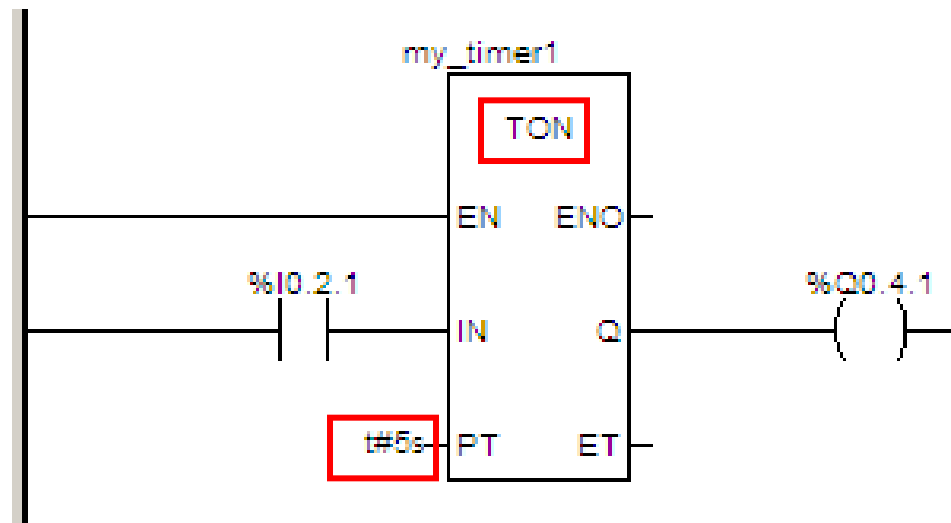 my_timer1
TON
EN ENO
%I0.2.1 %Q0.4.1
IN Q
t#5s PT ET